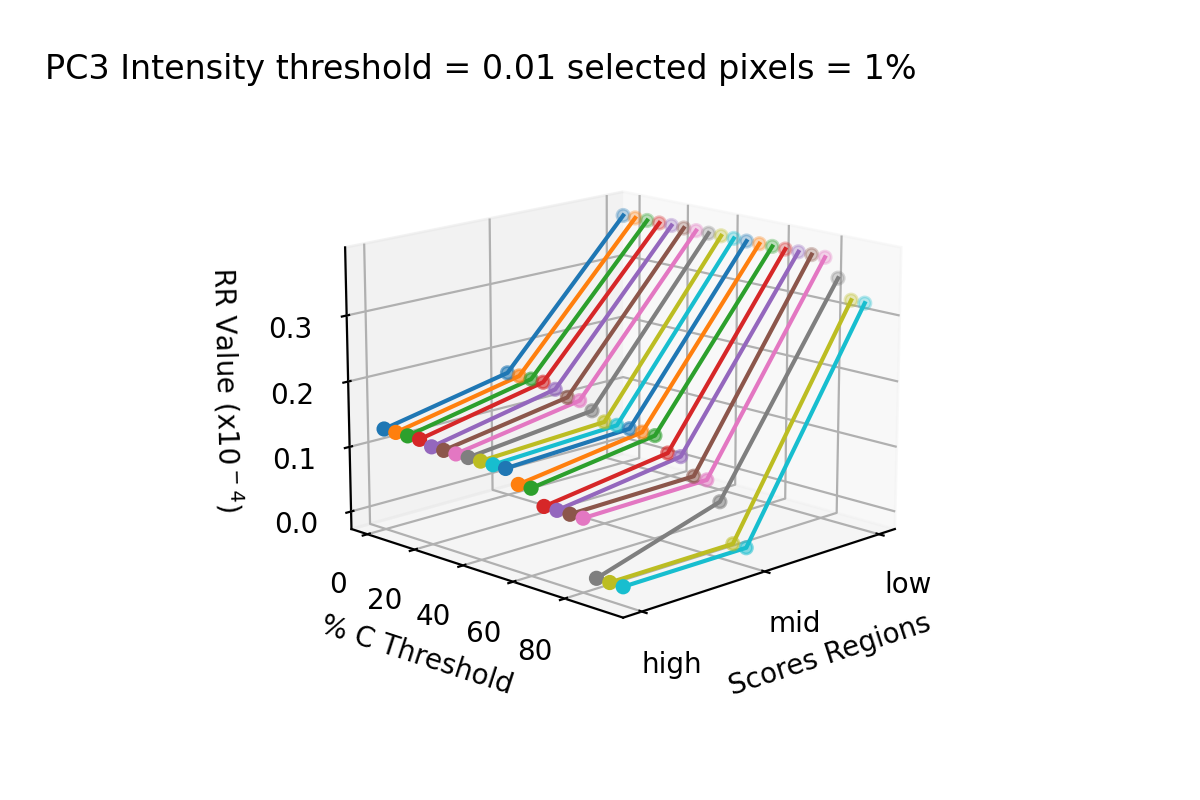 PC3 Intensity threshold = 0.01 selected pixels = 1%
RR Value (x10⁻⁴)
0.3
0.2
0.1
0.0
0
20
40
60
80
% C Threshold
low
mid
high
Scores Regions